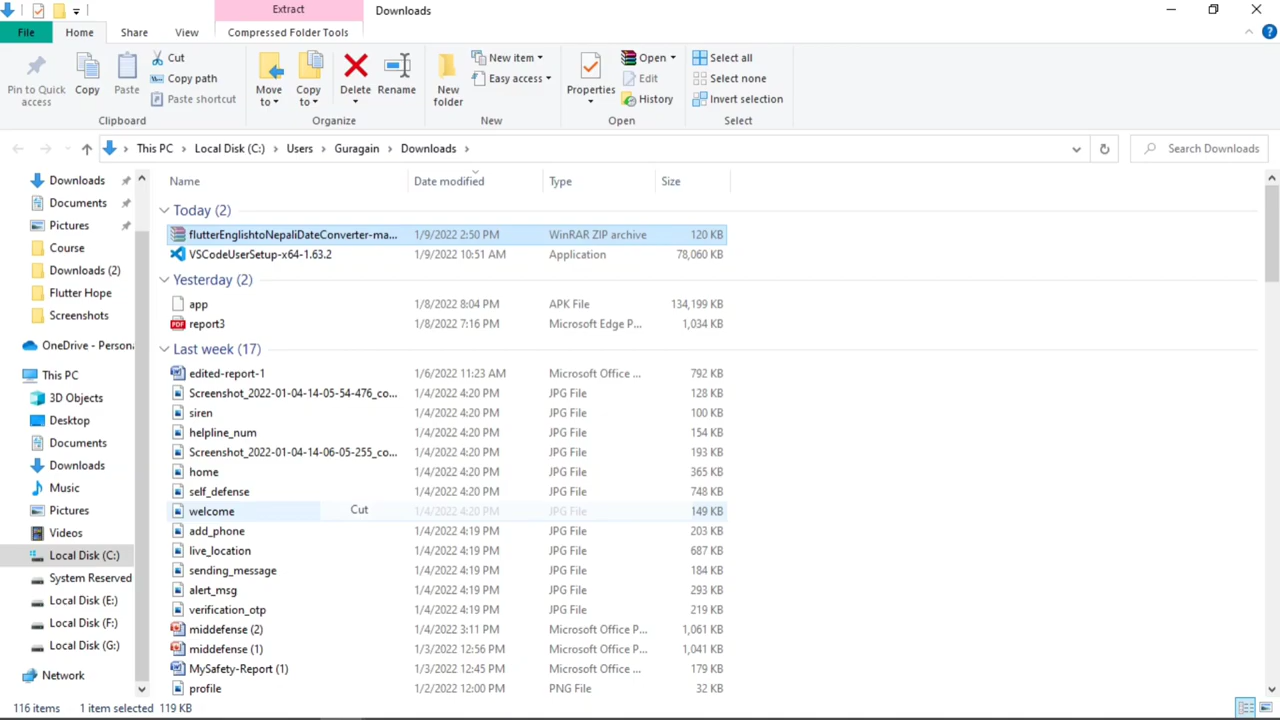 Extract
Downloads
File
Home
Share
View
Compressed Folder Tools
Pin to Quick access
Copy
Paste
Cut
Copy path
Paste shortcut
Clipboard
Move to
Copy to
Delete
Rename
Organize
New folder
New item
Easy access
New
Properties
Open
Edit
History
Open
Select all
Select none
Invert selection
Select
This PC > Local Disk (C:) > Users > Guragain > Downloads >
Search Downloads
Downloads
Documents
Pictures
Course
Downloads (2)
Flutter Hope
Screenshots
OneDrive - Persona
This PC
3D Objects
Desktop
Documents
Downloads
Music
Pictures
Videos
Local Disk (C:)
System Reserved
Local Disk (E:)
Local Disk (F:)
Local Disk (G:)
Network
Name Date modified Type Size
Today (2)
flutterEnglishtoNepaliDateConverter-ma... 1/9/2022 2:50 PM WinRAR ZIP archive 120 KB
VSCodeUserSetup-x64-1.63.2 1/9/2022 10:51 AM Application 78,060 KB
Yesterday (2)
app 1/8/2022 8:04 PM APK File 134,199 KB
report3 1/8/2022 7:16 PM Microsoft Edge P... 1,034 KB
Last week (17)
edited-report-1 1/6/2022 11:23 AM Microsoft Office ... 792 KB
Screenshot_2022-01-04-14-05-54-476_co... 1/4/2022 4:20 PM JPG File 128 KB
siren 1/4/2022 4:20 PM JPG File 100 KB
helpline_num 1/4/2022 4:20 PM JPG File 154 KB
Screenshot_2022-01-04-14-06-05-255_co... 1/4/2022 4:20 PM JPG File 193 KB
home 1/4/2022 4:20 PM JPG File 365 KB
self_defense 1/4/2022 4:20 PM JPG File 748 KB
welcome Cut 1/4/2022 4:20 PM JPG File 149 KB
add_phone 1/4/2022 4:19 PM JPG File 203 KB
live_location 1/4/2022 4:19 PM JPG File 687 KB
sending_message 1/4/2022 4:19 PM JPG File 184 KB
alert_msg 1/4/2022 4:19 PM JPG File 293 KB
verification_otp 1/4/2022 4:19 PM JPG File 219 KB
middefense (2) 1/4/2022 3:11 PM Microsoft Office P... 1,061 KB
middefense (1) 1/3/2022 12:56 PM Microsoft Office P... 1,041 KB
MySafety-Report (1) 1/3/2022 12:45 PM Microsoft Office ... 179 KB
profile 1/2/2022 12:00 PM PNG File 32 KB
116 items 1 item selected 119 KB